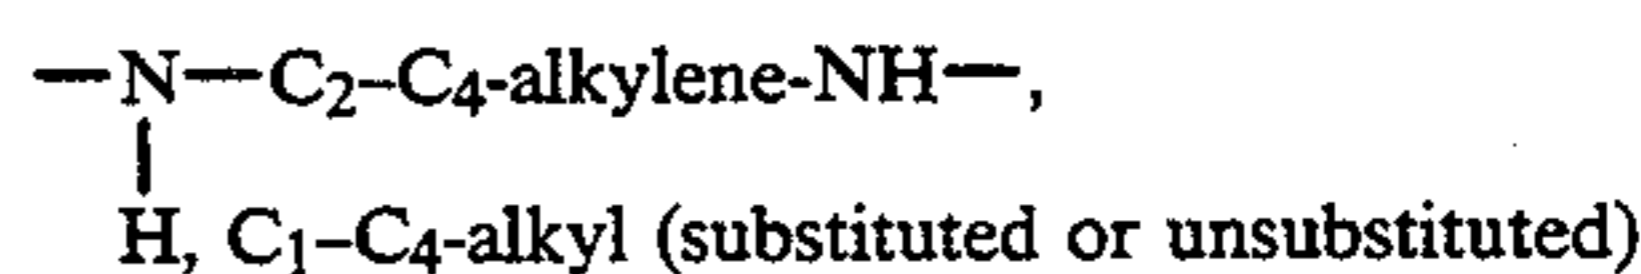 —N—C2–C4-alkylene-NH—,
H, C1–C4-alkyl (substituted or unsubstituted)